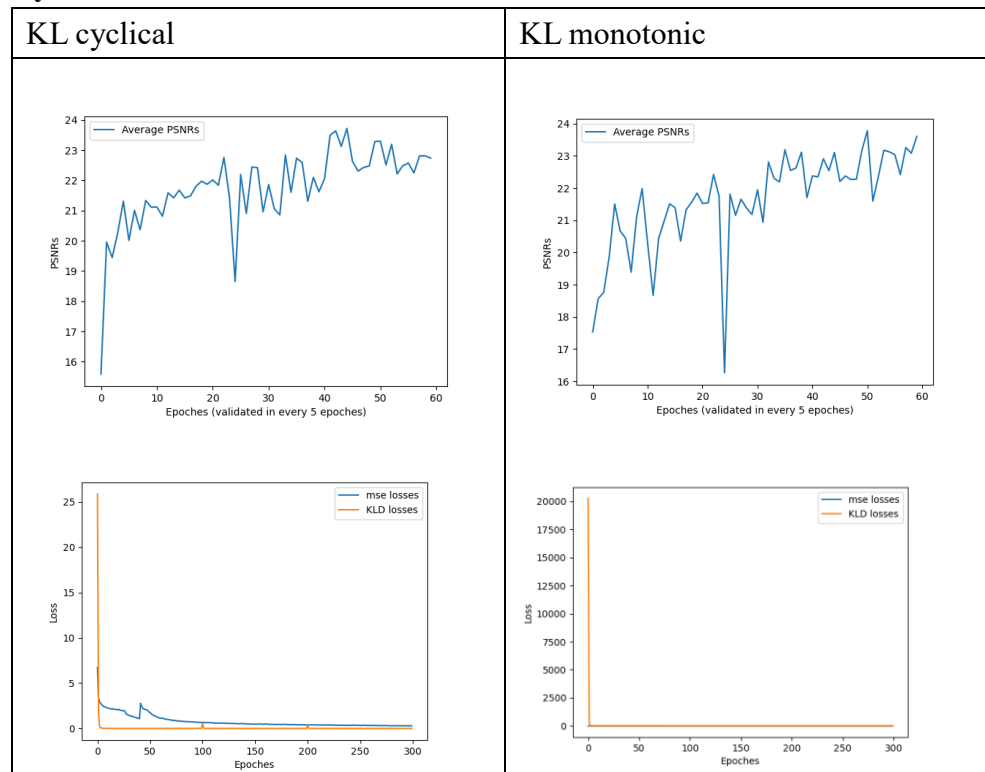 KL cyclical
KL monotonic
Average PSNRs
24
23
22
21
20
19
18
17
16
PSNRs
0 10 20 30 40 50 60
Epoches (validated in every 5 epoches)
Average PSNRs
24
23
22
21
20
19
18
17
16
PSNRs
0 10 20 30 40 50 60
Epoches (validated in every 5 epoches)
mse losses
KLD losses
25
20
15
10
5
0
Loss
0 50 100 150 200 250 300
Epoches
mse losses
KLD losses
20000
17500
15000
12500
10000
7500
5000
2500
0
Loss
0 50 100 150 200 250 300
Epoches